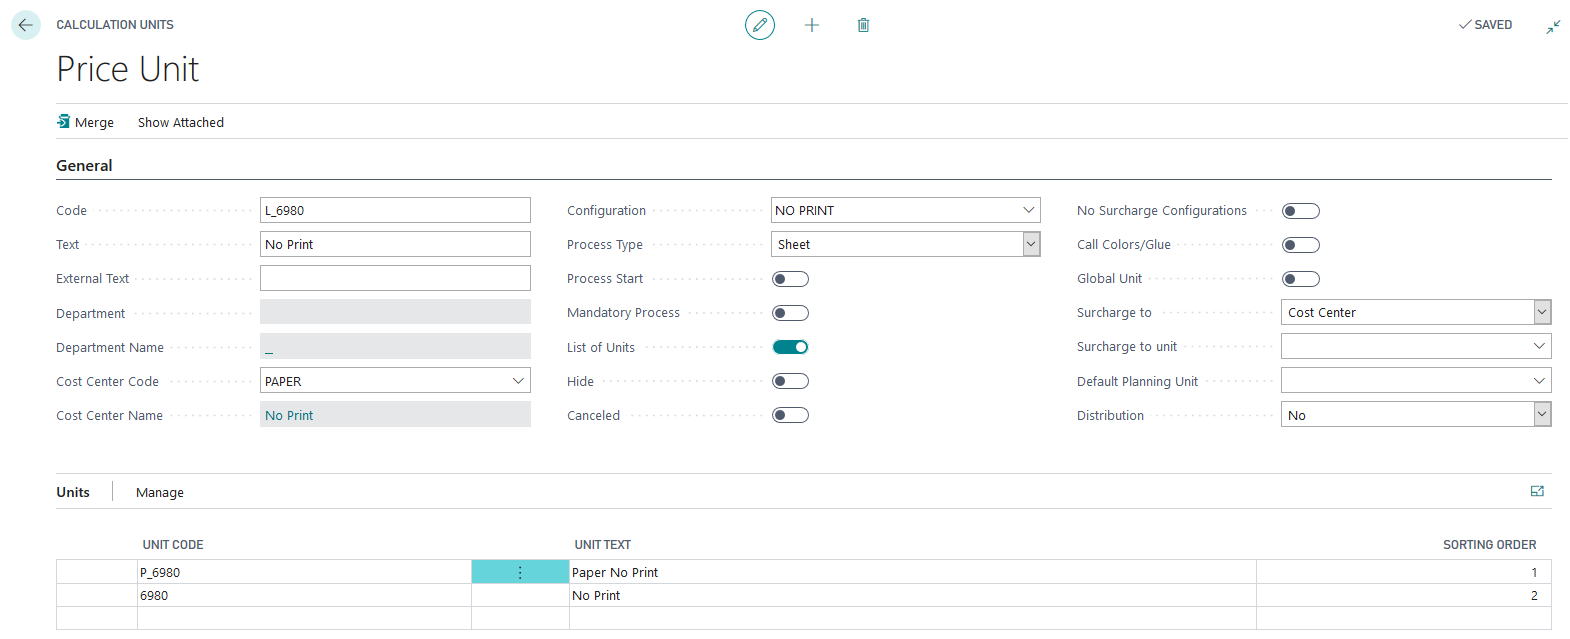 CALCULATION UNITS
SAVED
Price Unit
Merge Show Attached
General
Code L_6980
Text No Print
External Text
Department
Department Name _
Cost Center Code PAPER
Cost Center Name No Print
Configuration NO PRINT
Process Type Sheet
Process Start
Mandatory Process
List of Units
Hide
Canceled
No Surcharge Configurations
Call Colors/Glue
Global Unit
Surcharge to Cost Center
Surcharge to unit
Default Planning Unit
Distribution No
Units Manage
UNIT CODE UNIT TEXT SORTING ORDER
P_6980 Paper No Print 1
6980 No Print 2